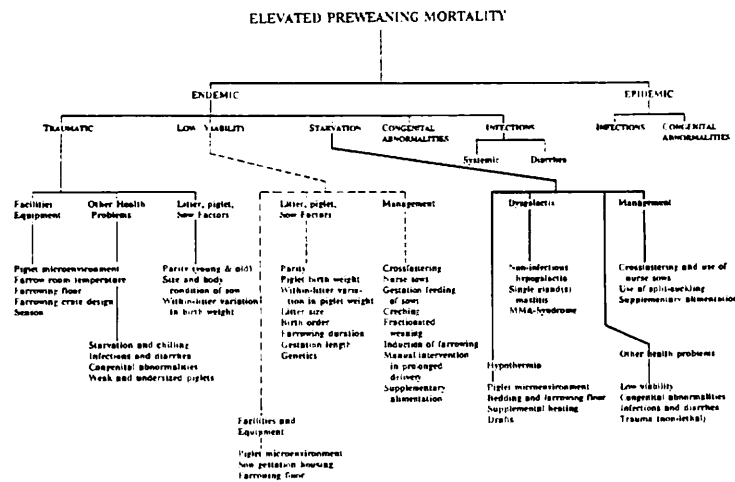 ELEVATED PREWEANING MORTALITY
ENDEMIC
EPIDEMIC
TRAUMATIC
LOW VIABILITY
STARVATION
CONGENITAL
ABNORMALITIES
INFECTIONS
INFECTIONS
CONGENITAL
ABNORMALITIES
Systemic
Diarrhea
Facilities
Equipment
Other Health
Problems
Litter, piglet,
Sow Factors
Litter, piglet,
Sow Factors
Management
Dysgalactia
Management
Piglet microenvironment
Farrow room temperature
Farrowing floor
Farrowing crate design
Season
Starvation and chilling
Infections and diarrhea
Congenital abnormalities
Weak and undersized piglets
Parity (young & old)
Size and body
condition of sow
Within-litter variation
in birth weight
Parity
Piglet birth weight
Within-litter varia-
tion in piglet weight
Litter size
Birth order
Farrowing duration
Gestation length
Genetics
Facilities and
Equipment
Piglet microenvironment
Sow gettation housing
Farrowing floor
Crossfostering
Nurse sows
Gestation feeding
of sows
Creching
Fractionated
weaning
Induction of farrowing
Manual intervention
in prolonged
delivery
Supplementary
alimentation
Non-infectious
hypogalactia
Single gland(s)
mastitis
MMA-Syndrome
Hypothermia
Piglet microenvironment
Bedding and farrowing floor
Supplemental heating
Drafts
Crossfostering and use of
nurse sows
Use of split-suckling
Supplementary alimentation
Other health problems
Low viability
Congenital abnormalities
Infections and diarrhea
Trauma (non-lethal)